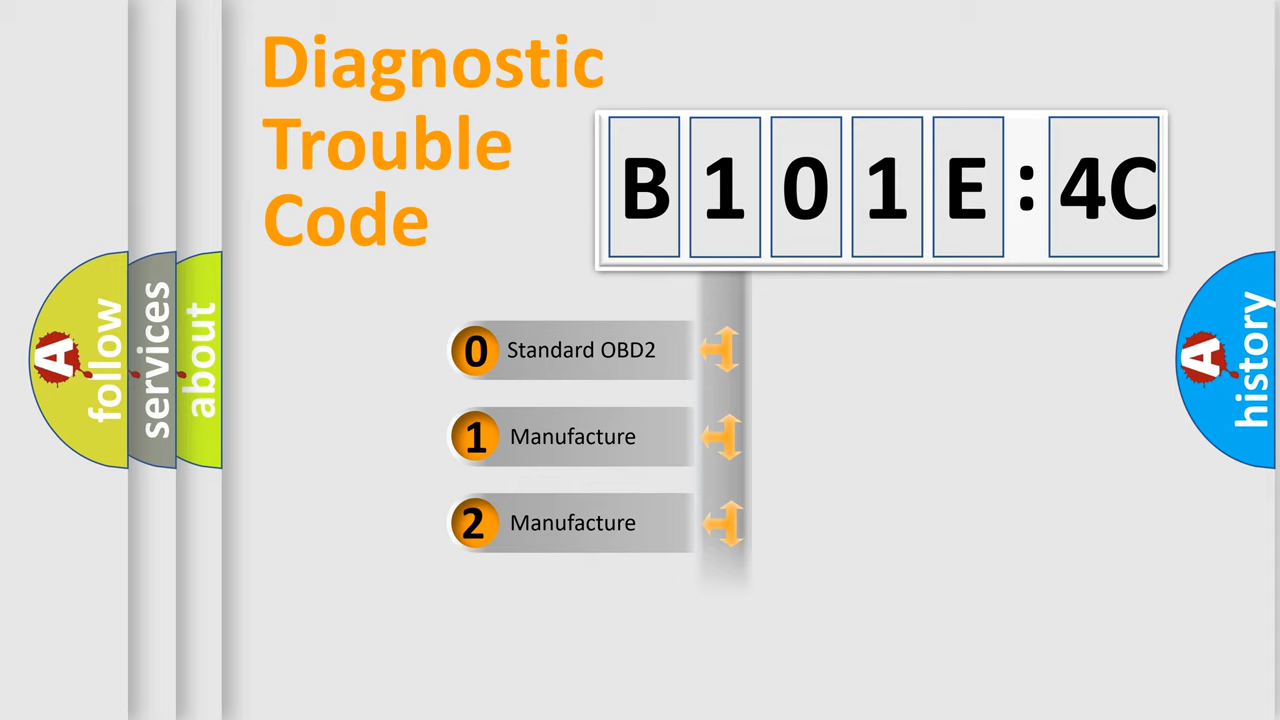 Diagnostic
Trouble
Code
B 1 0 1 E : 4C
0 Standard OBD2
1 Manufacture
2 Manufacture
A follow
services
about
A history